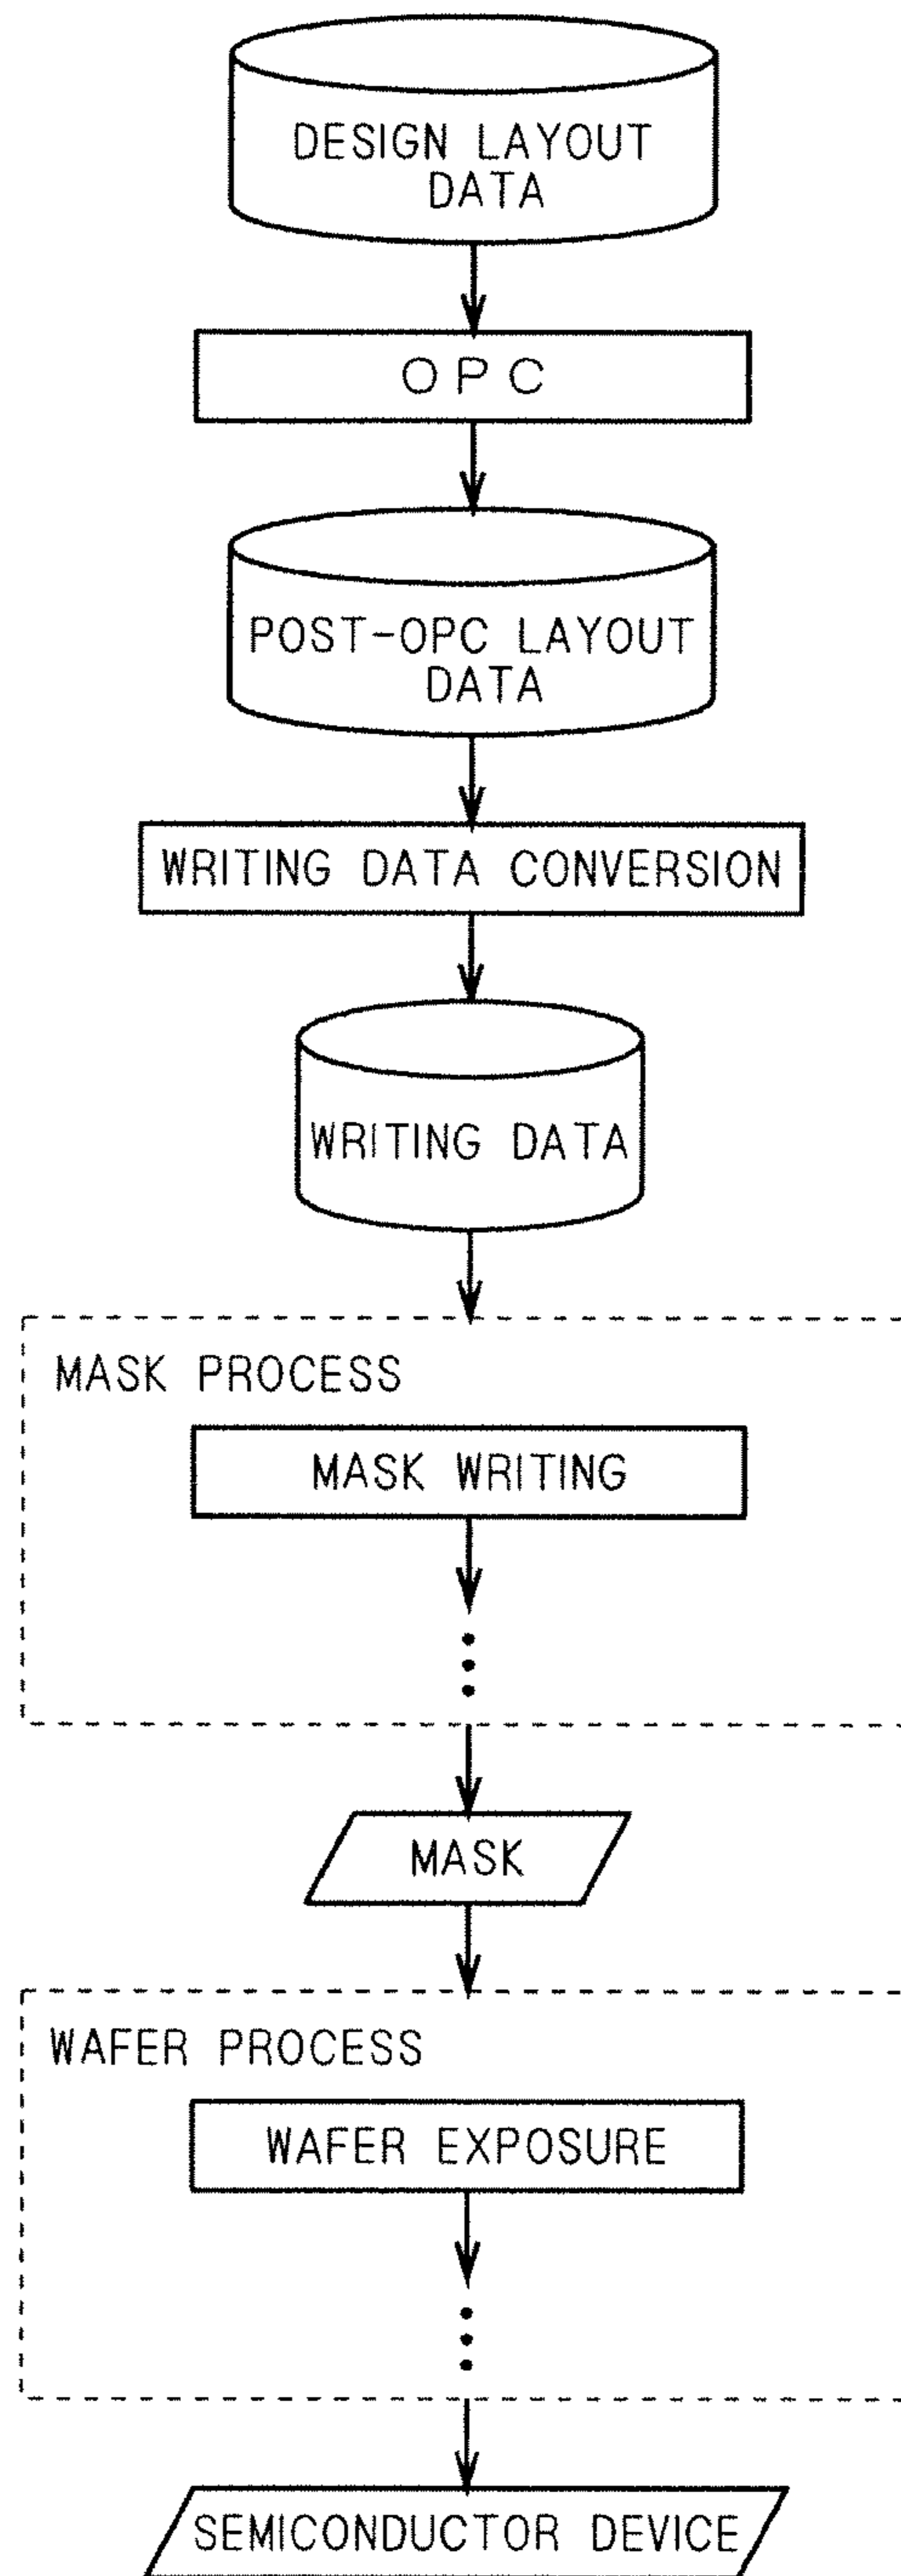 DESIGN LAYOUT
DATA
OPC
POST-OPC LAYOUT
DATA
WRITING DATA CONVERSION
WRITING DATA
MASK PROCESS
MASK WRITING
MASK
WAFER PROCESS
WAFER EXPOSURE
SEMICONDUCTOR DEVICE